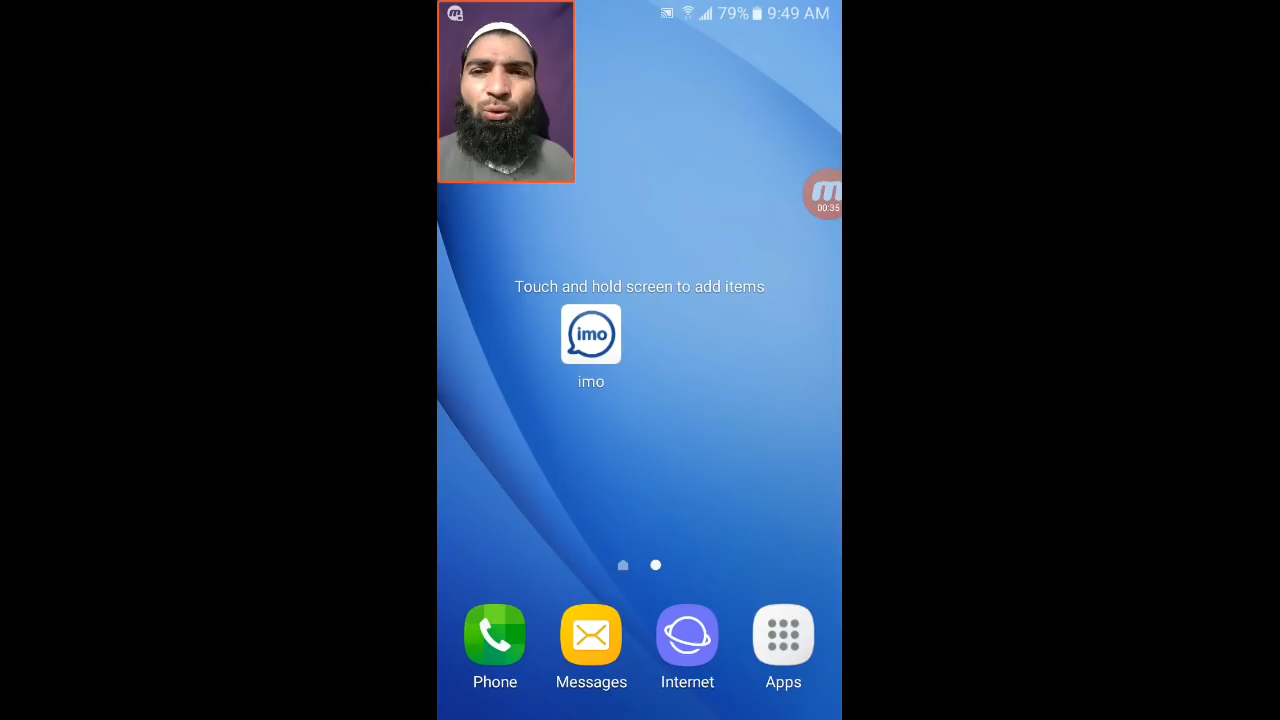 79% 9:49 AM
00:35
Touch and hold screen to add items
imo
imo
Phone
Messages
Internet
Apps